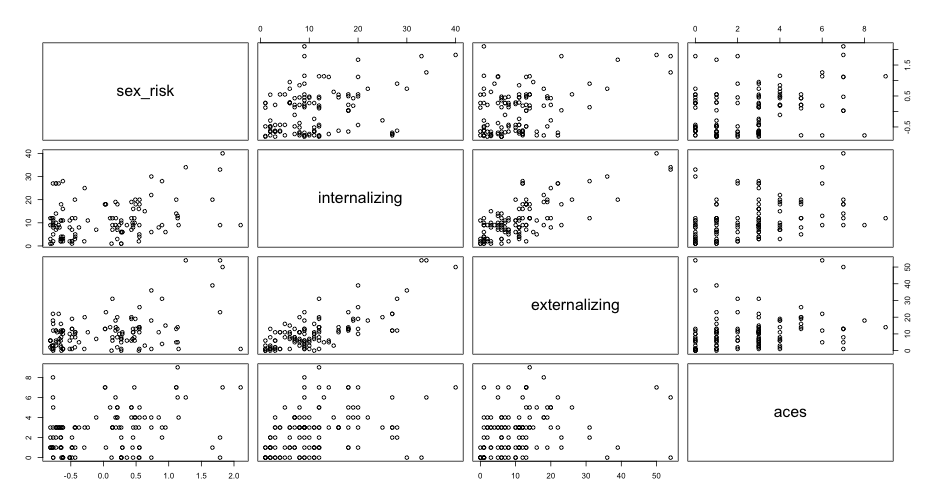 0 10 20 30 40 0 2 4 6 8
sex_risk
-0.5 0.5 1.5
0 10 20 30 40
internalizing
externalizing
0 10 20 30 40 50
0 2 4 6 8
aces
-0.5 0.0 0.5 1.0 1.5 2.0 0 10 20 30 40 50